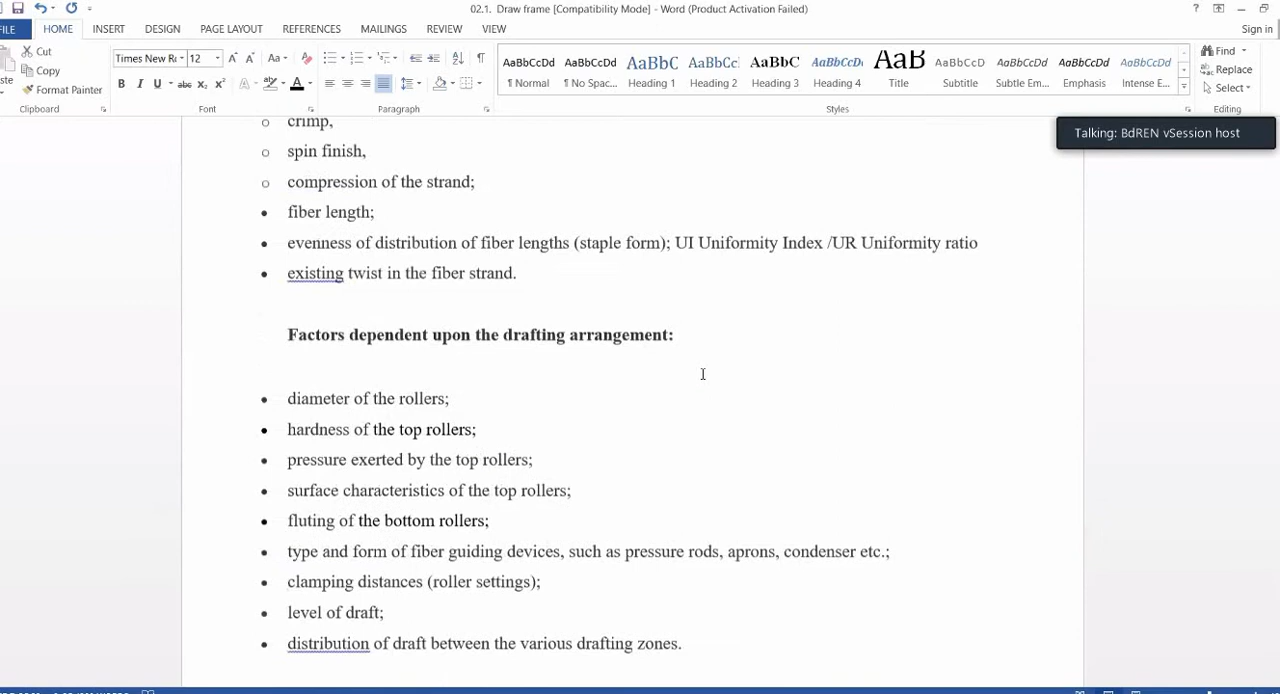 02.1. Draw frame [Compatibility Mode] - Word (Product Activation Failed)
FILE HOME INSERT DESIGN PAGE LAYOUT REFERENCES MAILINGS REVIEW VIEW Sign in
Cut
Copy
Format Painter
Clipboard
Times New R 12
Font
Paragraph
AaBbCcDd AaBbCcDd AaBbC AaBbCc AaBbC AaBbCcDc AaB AaBbCcD AaBbCcDd AaBbCcDd AaBbCcDd
¶ Normal ¶ No Spac... Heading 1 Heading 2 Heading 3 Heading 4 Title Subtitle Subtle Em... Emphasis Intense E...
Styles
Find
Replace
Select
Editing
Talking: BdREN vSession host
crimp,
spin finish,
compression of the strand;
fiber length;
evenness of distribution of fiber lengths (staple form); UI Uniformity Index /UR Uniformity ratio
existing twist in the fiber strand.
Factors dependent upon the drafting arrangement:
diameter of the rollers;
hardness of the top rollers;
pressure exerted by the top rollers;
surface characteristics of the top rollers;
fluting of the bottom rollers;
type and form of fiber guiding devices, such as pressure rods, aprons, condenser etc.;
clamping distances (roller settings);
level of draft;
distribution of draft between the various drafting zones.